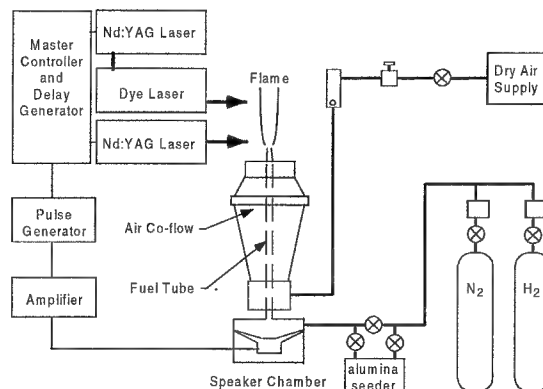 Master
Controller
and
Delay
Generator
Nd:YAG Laser
Dye Laser
Nd:YAG Laser
Flame
Dry Air
Supply
Pulse
Generator
Air Co-flow
Fuel Tube
Amplifier
N2
H2
alumina
seeder
Speaker Chamber